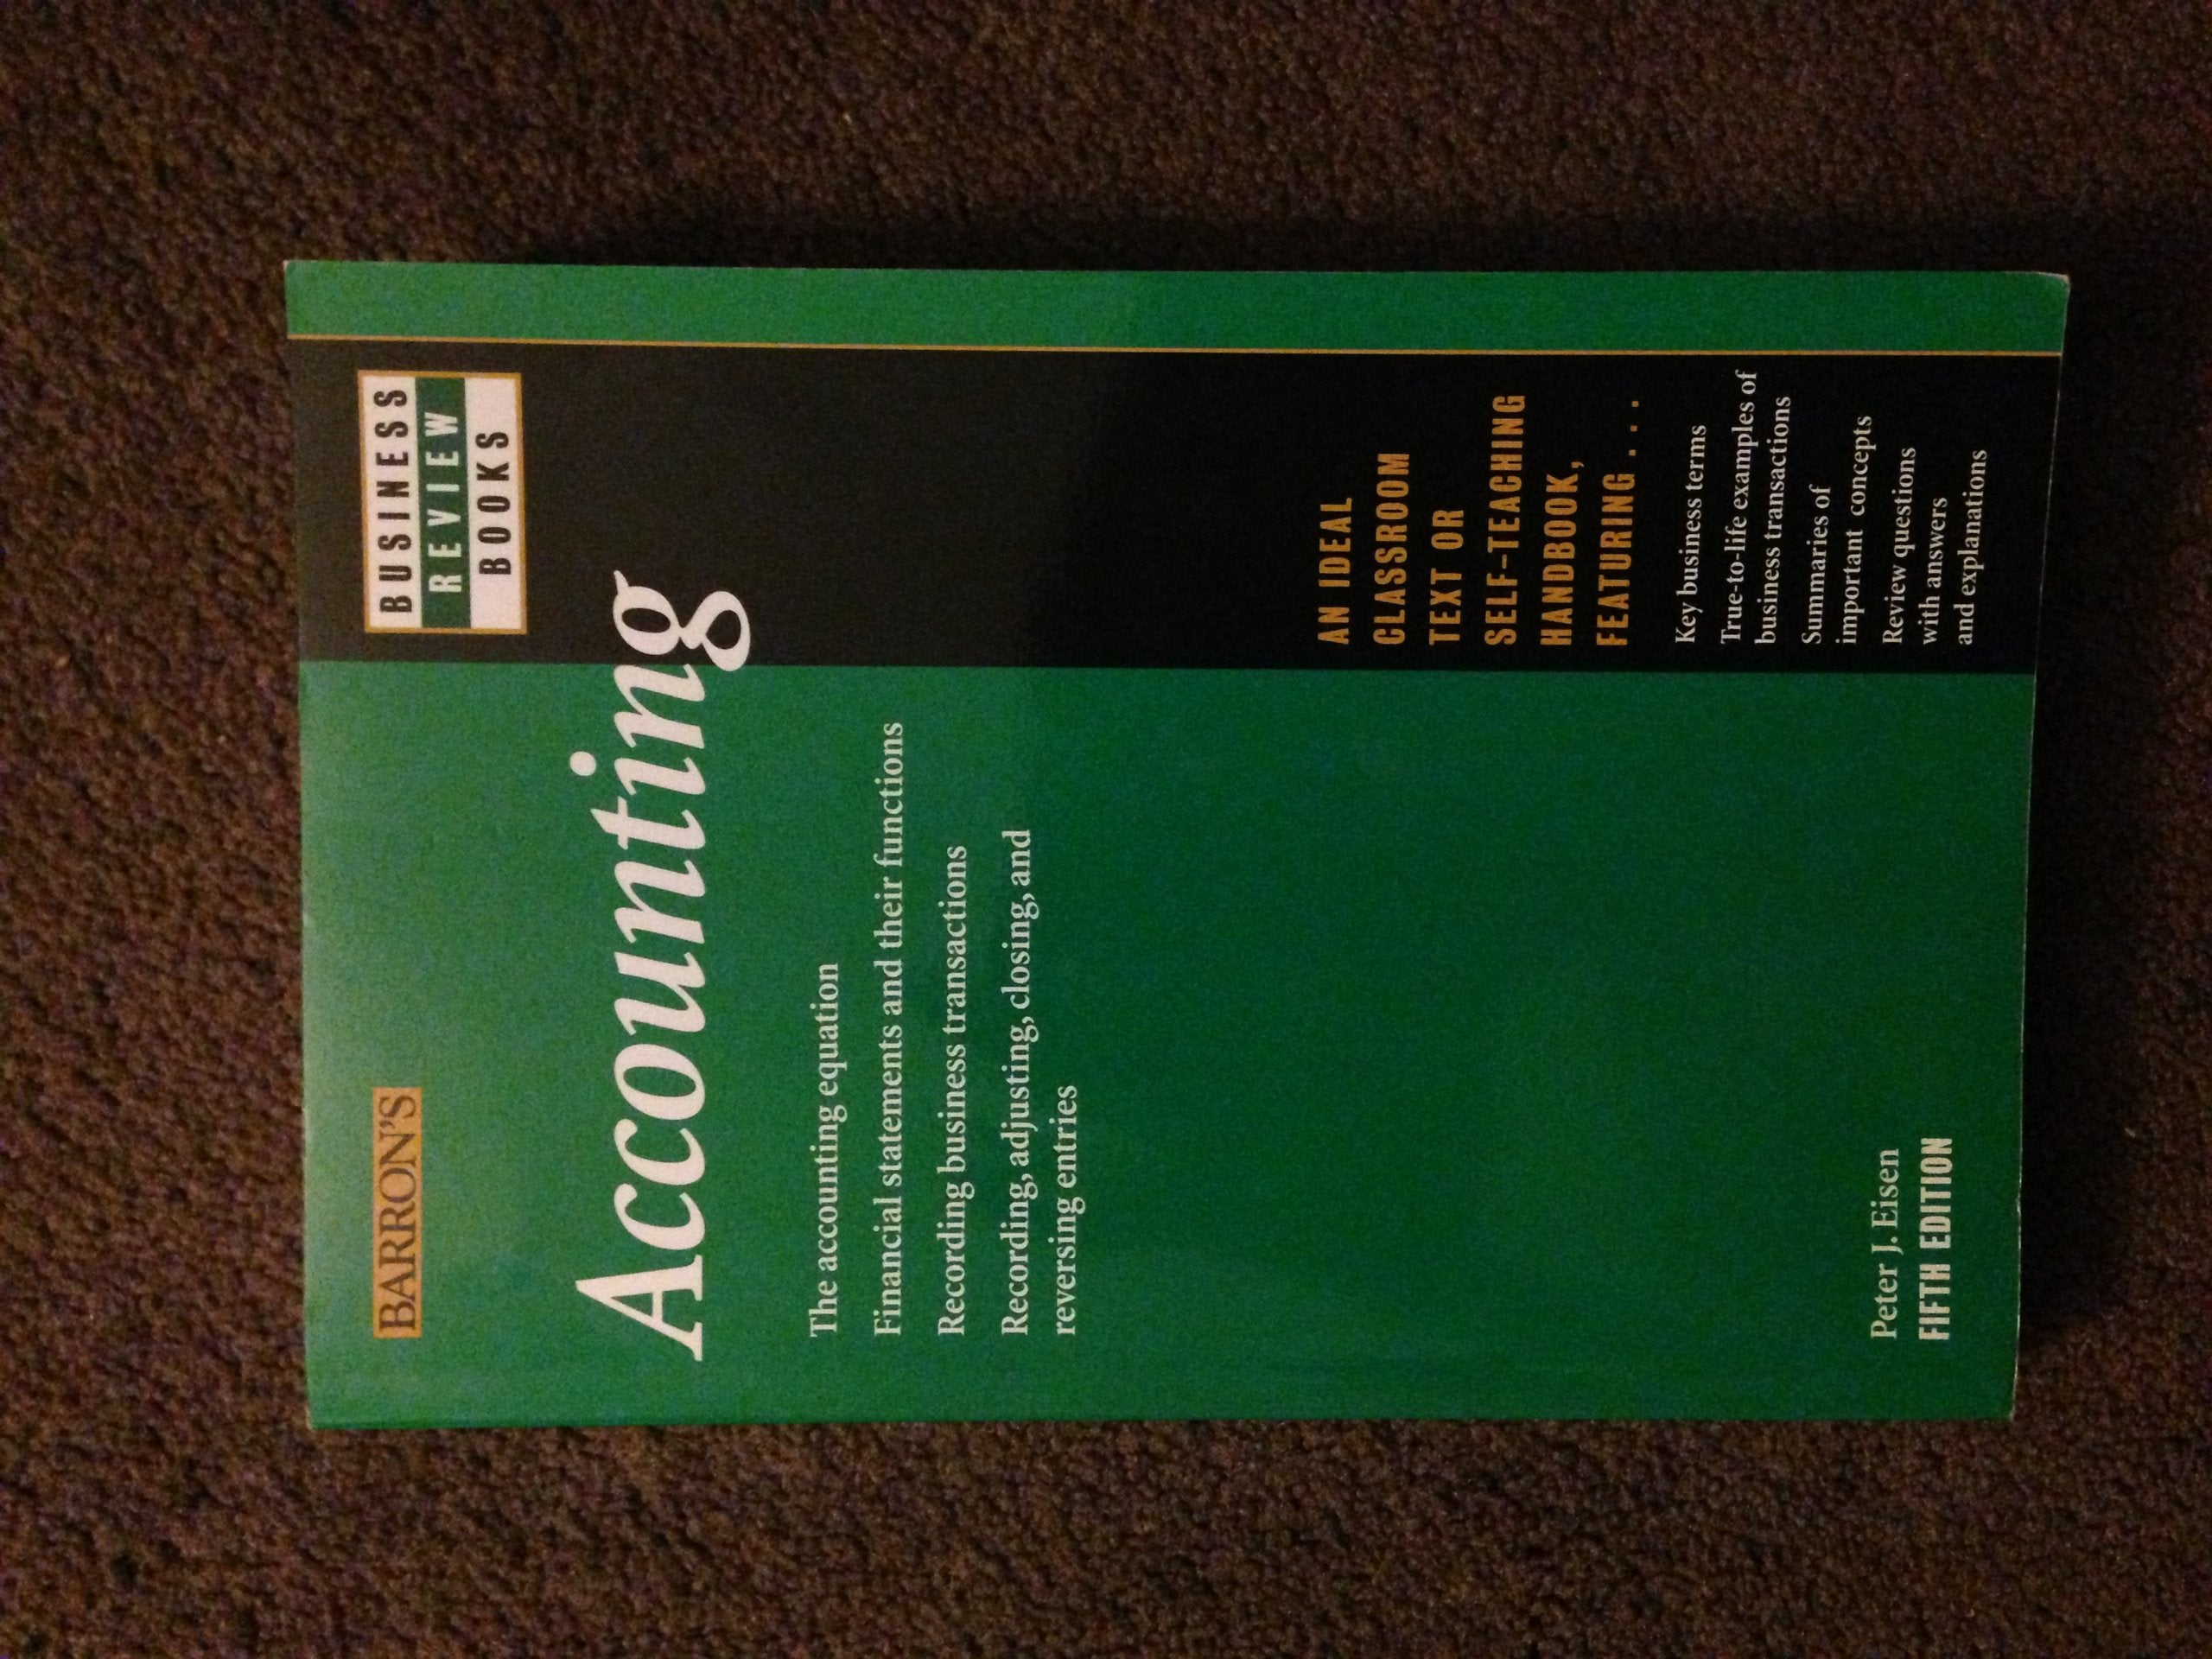 BARRON'S
BUSINESS
REVIEW
BOOKS
Accounting
The accounting equation
Financial statements and their functions
Recording business transactions
Recording, adjusting, closing, and
reversing entries
AN IDEAL
CLASSROOM
TEXT OR
SELF-TEACHING
HANDBOOK,
FEATURING . . . .
Key business terms
True-to-life examples of
business transactions
Summaries of
important concepts
Review questions
with answers
and explanations
Peter J. Eisen
FIFTH EDITION